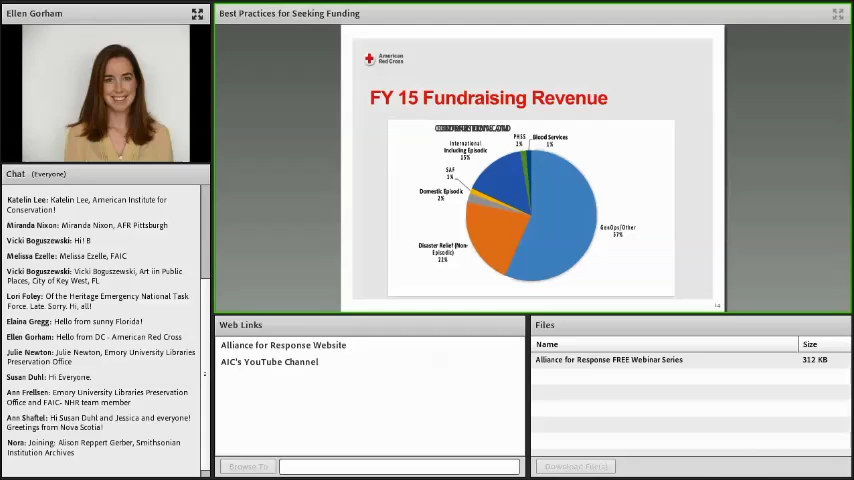 Ellen Gorham
Best Practices for Seeking Funding
American
Red Cross
FY 15 Fundraising Revenue
PHSS
2%
Blood Services
1%
International
Including Episodic
15%
SAF
1%
Domestic Episodic
2%
Disaster Relief (Non-
Episodic)
22%
GenOps/Other
57%
14
Chat (Everyone)
Katelin Lee: Katelin Lee, American Institute for
Conservation!
Miranda Nixon: Miranda Nixon, AFR Pittsburgh
Vicki Boguszewski: Hi! B
Melissa Ezelle: Melissa Ezelle, FAIC
Vicki Boguszewski: Vicki Boguszewski, Art iin Public
Places, City of Key West, FL
Lori Foley: Of the Heritage Emergency National Task
Force. Late. Sorry. Hi, all!
Elaina Gregg: Hello from sunny Florida!
Ellen Gorham: Hello from DC - American Red Cross
Julie Newton: Julie Newton, Emory University Libraries
Preservation Office
Susan Duhl: Hi Everyone.
Ann Frellsen: Emory University Libraries Preservation
Office and FAIC- NHR team member
Ann Shaftel: Hi Susan Duhl and Jessica and everyone!
Greetings from Nova Scotia!
Nora: Joining: Alison Reppert Gerber, Smithsonian
Institution Archives
Web Links
Alliance for Response Website
AIC's YouTube Channel
Browse To
Files
Name Size
Alliance for Response FREE Webinar Series 312 KB
Download File(s)